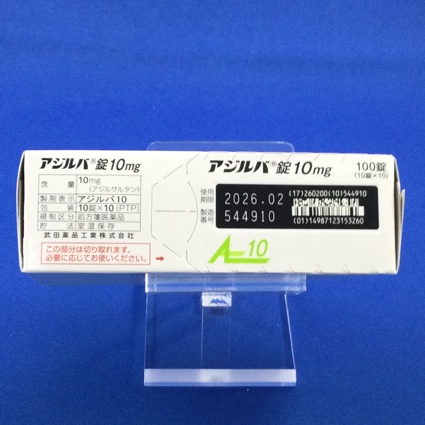 アジルバ®錠10mg
含 量 10mg
(アジルサルタン)
製剤表示 アジルバ10
包 装 10錠×10(PTP)
規制区分 処方箋医薬品
貯 法 室温保存
武田薬品工業株式会社
この部分は切り取れます。
必要に応じてお使いください。
アジルバ®錠10mg 100錠
(10錠×10)
使用期限 2026.02
製造番号 544910
(17)260200(10)544910
(01)14987123153260
A 10